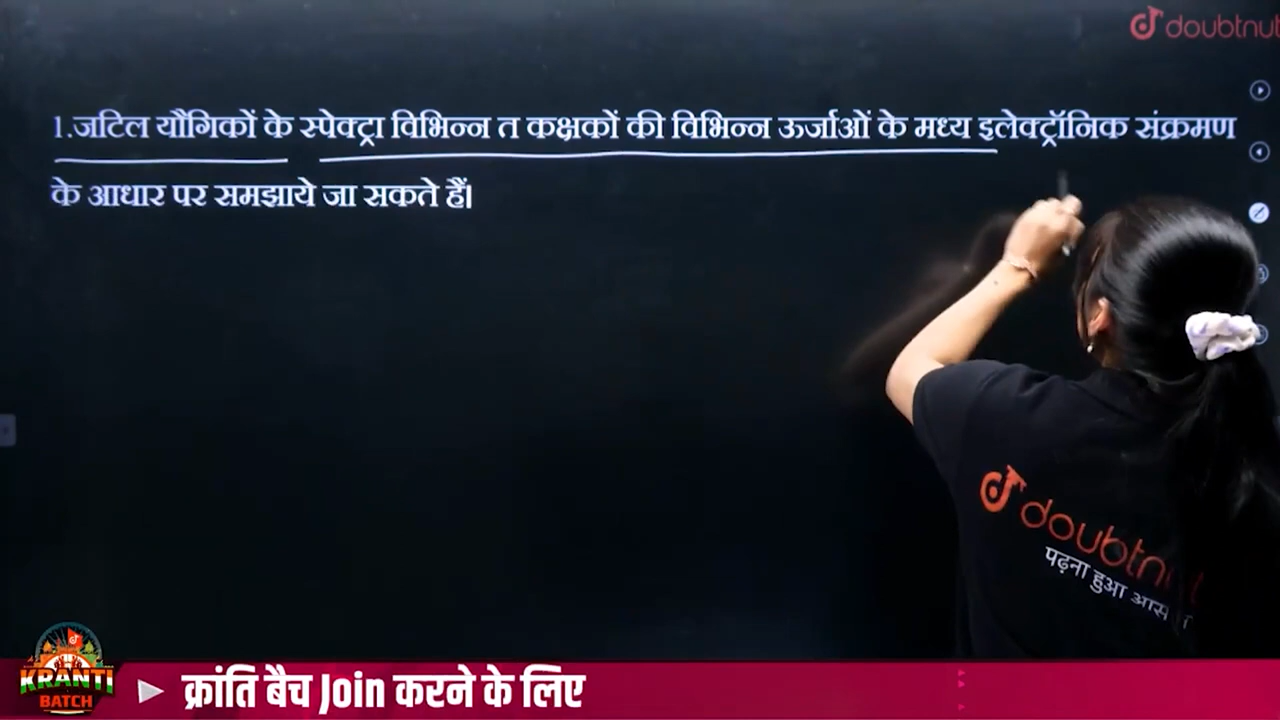 doubtnut
1.जटिल यौगिकों के स्पेक्ट्रा विभिन्न त कक्षकों की विभिन्न ऊर्जाओं के मध्य इलेक्ट्रॉनिक संक्रमण
के आधार पर समझाये जा सकते हैं।
doubtnut
पढ़ना हुआ
KRANTI
BATCH
क्रांति बैच Join करने के लिए